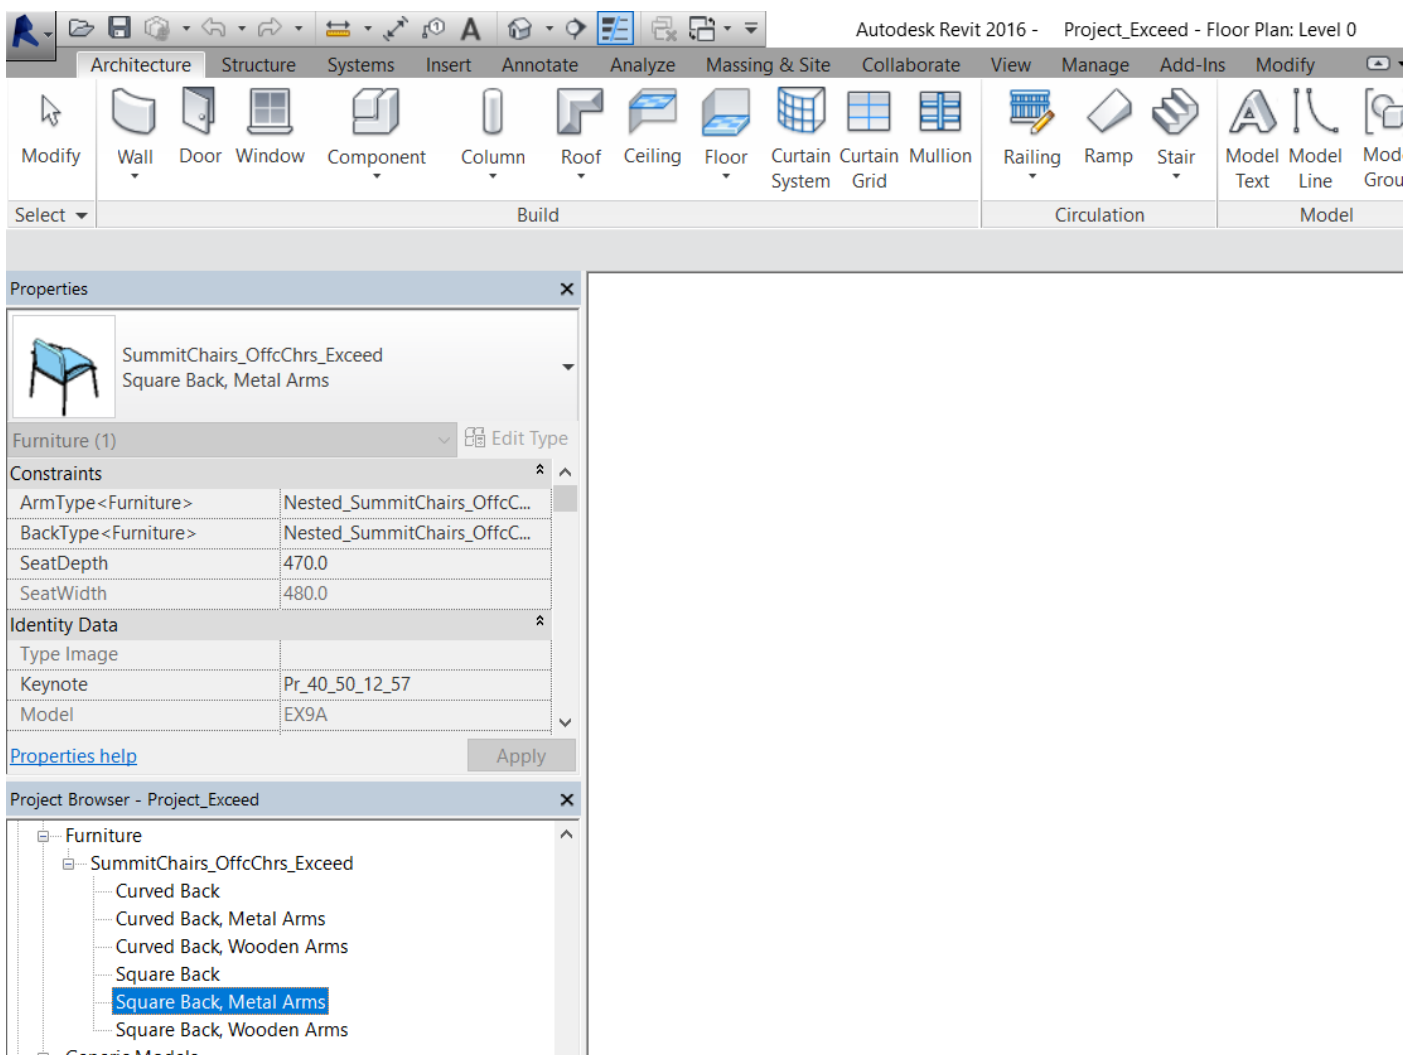 Autodesk Revit 2016 - Project_Exceed - Floor Plan: Level 0
Architecture Structure Systems Insert Annotate Analyze Massing & Site Collaborate View Manage Add-Ins Modify
Modify Wall Door Window Component Column Roof Ceiling Floor Curtain System Curtain Grid Mullion Railing Ramp Stair Model Text Model Line
Select Build Circulation Model
Properties
SummitChairs_OffcChrs_Exceed
Square Back, Metal Arms
Furniture (1) Edit Type
Constraints
ArmType<Furniture> Nested_SummitChairs_OffcC...
BackType<Furniture> Nested_SummitChairs_OffcC...
SeatDepth 470.0
SeatWidth 480.0
Identity Data
Type Image
Keynote Pr_40_50_12_57
Model EX9A
Properties help Apply
Project Browser - Project_Exceed
Furniture
SummitChairs_OffcChrs_Exceed
Curved Back
Curved Back, Metal Arms
Curved Back, Wooden Arms
Square Back
Square Back, Metal Arms
Square Back, Wooden Arms